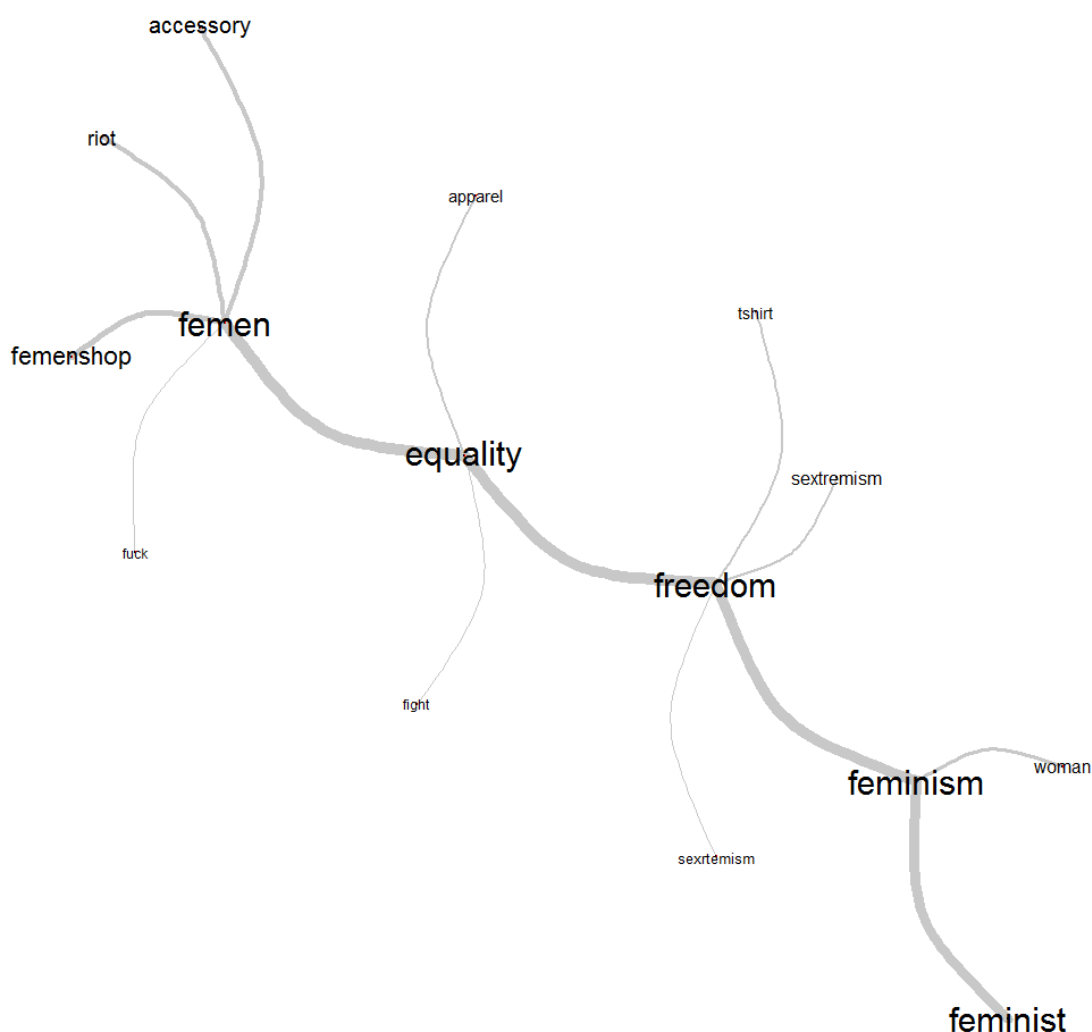 accessory
riot
apparel
tshirt
femen
femenshop
equality
sextremism
fuck
freedom
fight
woman
feminism
sexrtemism
feminist